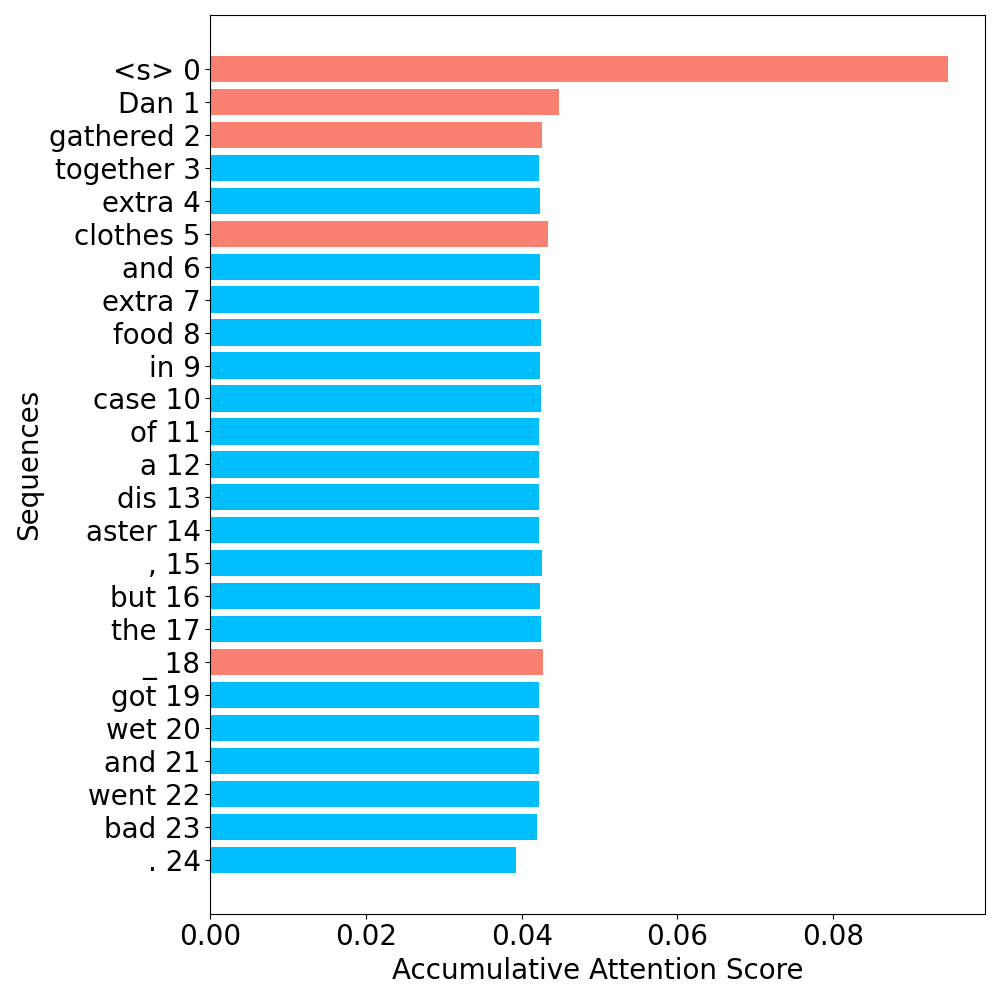 <s> 0
Dan 1
gathered 2
together 3
extra 4
clothes 5
and 6
extra 7
food 8
in 9
case 10
of 11
a 12
dis 13
aster 14
, 15
but 16
the 17
_ 18
got 19
wet 20
and 21
went 22
bad 23
. 24
Sequences
0.00 0.02 0.04 0.06 0.08
Accumulative Attention Score